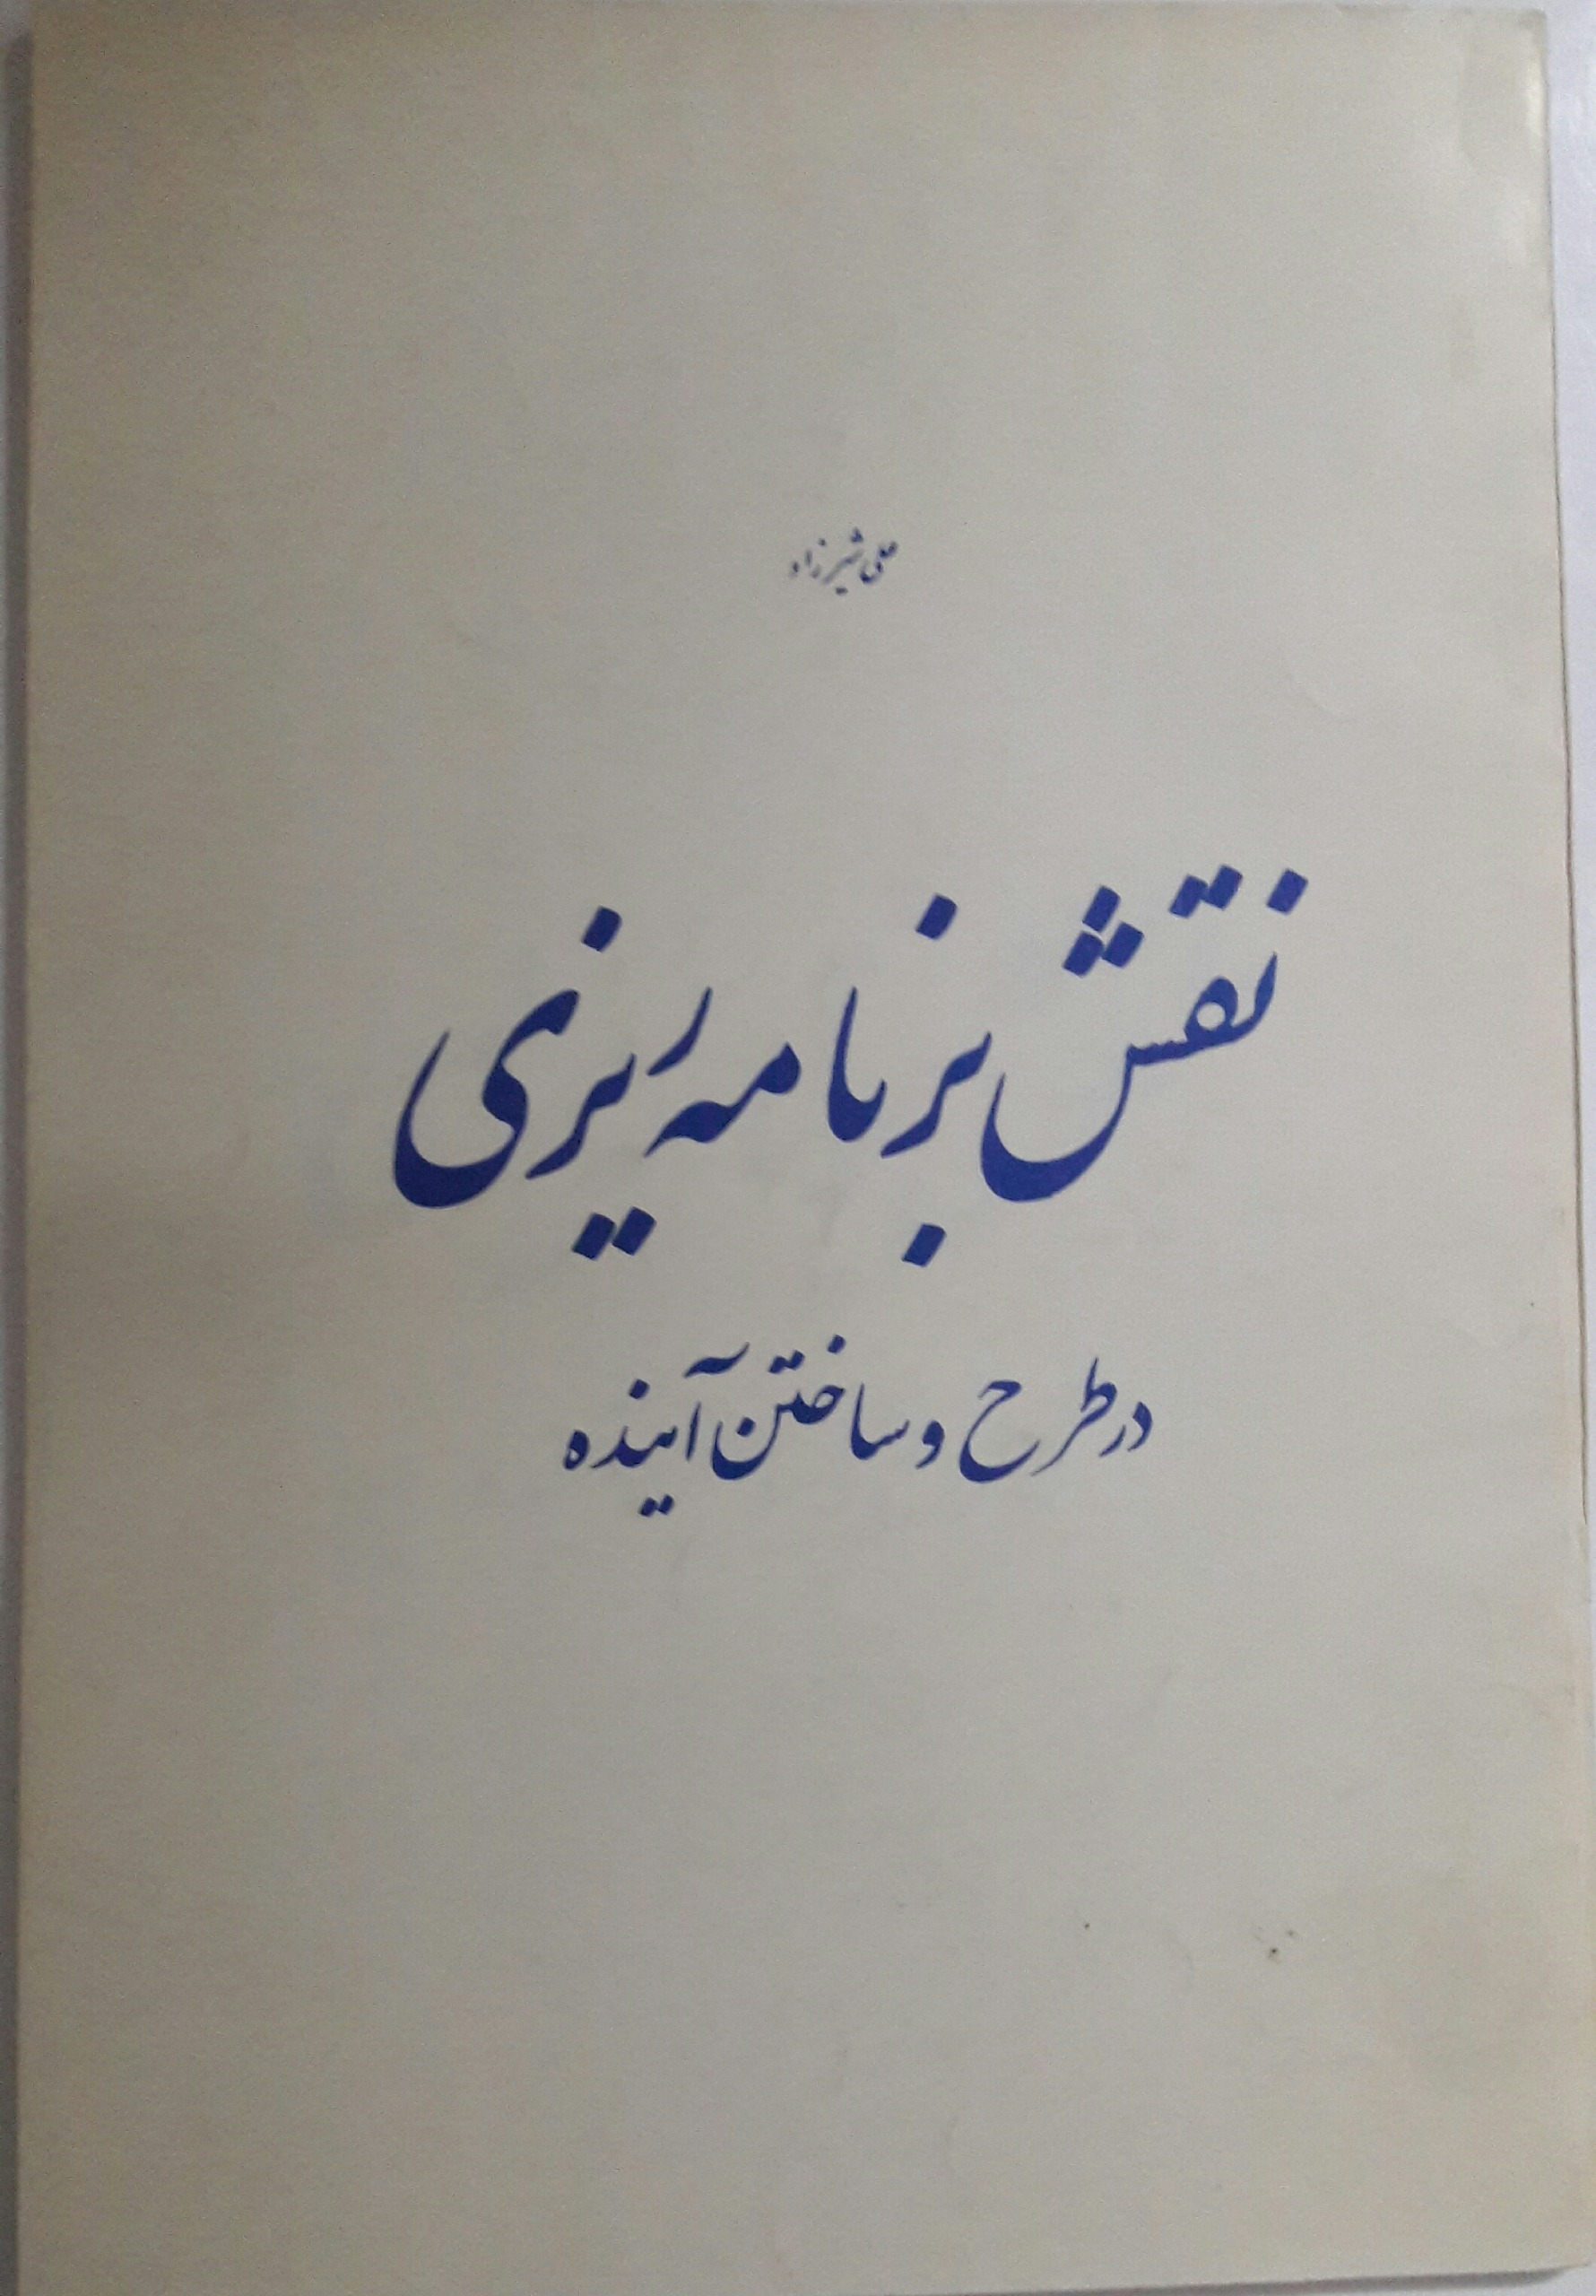 علی شیرزاد
نقش برنامه ریزی
در طرح و ساختن آینده